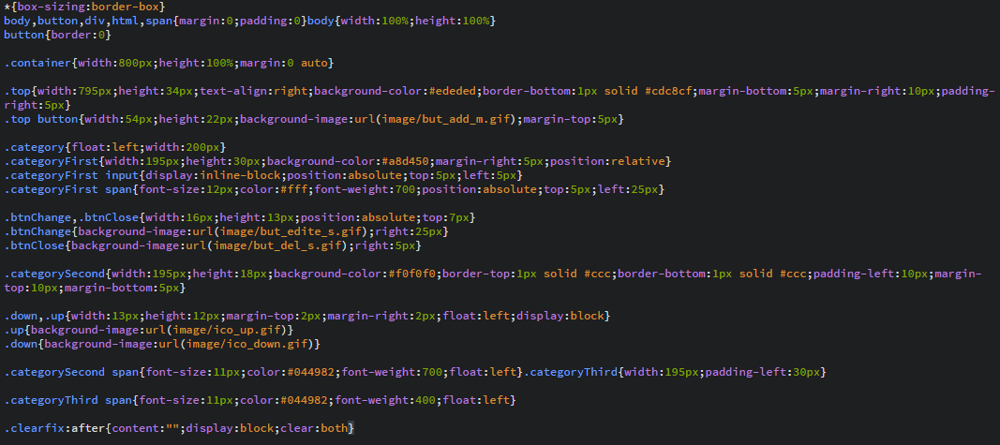 *{box-sizing:border-box}
body,button,div,html,span{margin:0;padding:0}body{width:100%;height:100%}
button{border:0}
.container{width:800px;height:100%;margin:0 auto}
.top{width:795px;height:34px;text-align:right;background-color:#ededed;border-bottom:1px solid #cdc8cf;margin-bottom:5px;margin-right:10px;padding-
right:5px}
.top button{width:54px;height:22px;background-image:url(image/but_add_m.gif);margin-top:5px}
.category{float:left;width:200px}
.categoryFirst{width:195px;height:30px;background-color:#a8d450;margin-right:5px;position:relative}
.categoryFirst input{display:inline-block;position:absolute;top:5px;left:5px}
.categoryFirst span{font-size:12px;color:#fff;font-weight:700;position:absolute;top:5px;left:25px}
.btnChange,.btnClose{width:16px;height:13px;position:absolute;top:7px}
.btnChange{background-image:url(image/but_edite_s.gif);right:25px}
.btnClose{background-image:url(image/but_del_s.gif);right:5px}
.categorySecond{width:195px;height:18px;background-color:#f0f0f0;border-top:1px solid #ccc;border-bottom:1px solid #ccc;padding-left:10px;margin-
top:10px;margin-bottom:5px}
.down,.up{width:13px;height:12px;margin-top:2px;margin-right:2px;float:left;display:block}
.up{background-image:url(image/ico_up.gif)}
.down{background-image:url(image/ico_down.gif)}
.categorySecond span{font-size:11px;color:#044982;font-weight:700;float:left}.categoryThird{width:195px;padding-left:30px}
.categoryThird span{font-size:11px;color:#044982;font-weight:400;float:left}
.clearfix:after{content:"";display:block;clear:both}